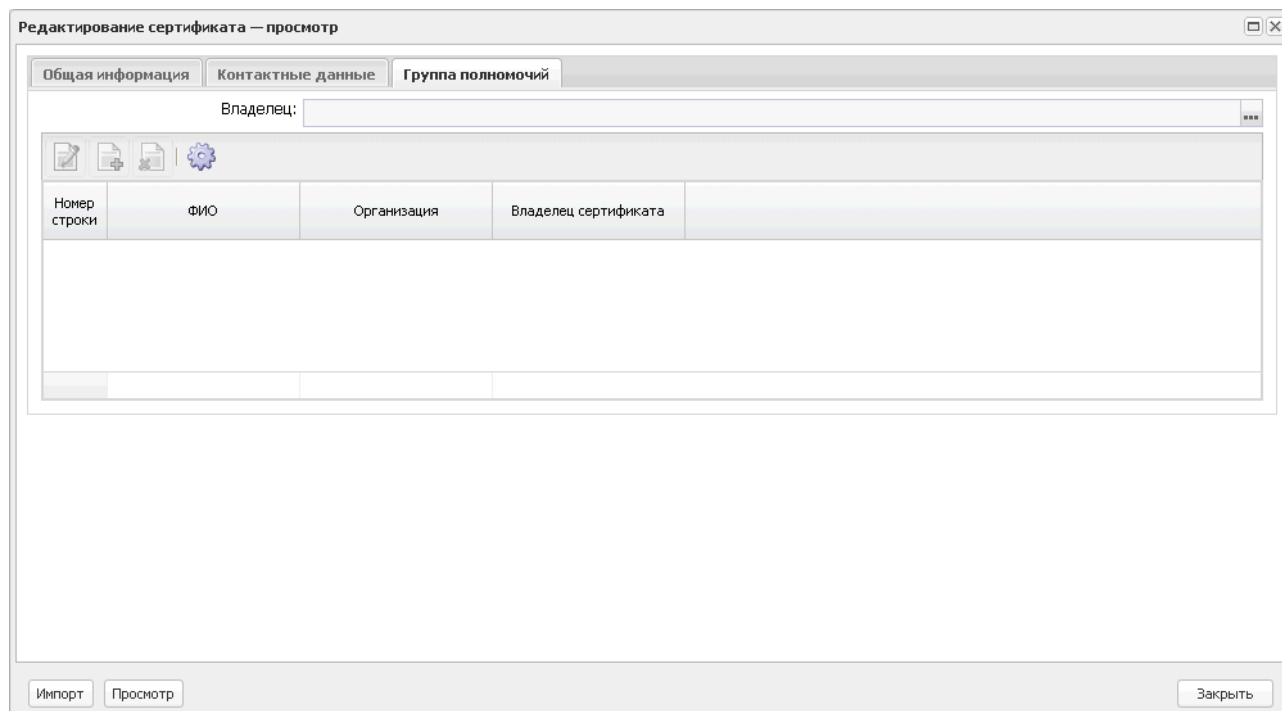 Редактирование сертификата — просмотр
Общая информация
Контактные данные
Группа полномочий
Владелец:
Номер строки
ФИО
Организация
Владелец сертификата
Импорт
Просмотр
Закрыть